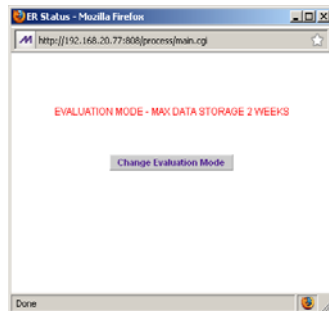 ER Status - Mozilla Firefox
http://192.168.20.77:808/process/main.cgi
EVALUATION MODE - MAX DATA STORAGE 2 WEEKS
Change Evaluation Mode
Done